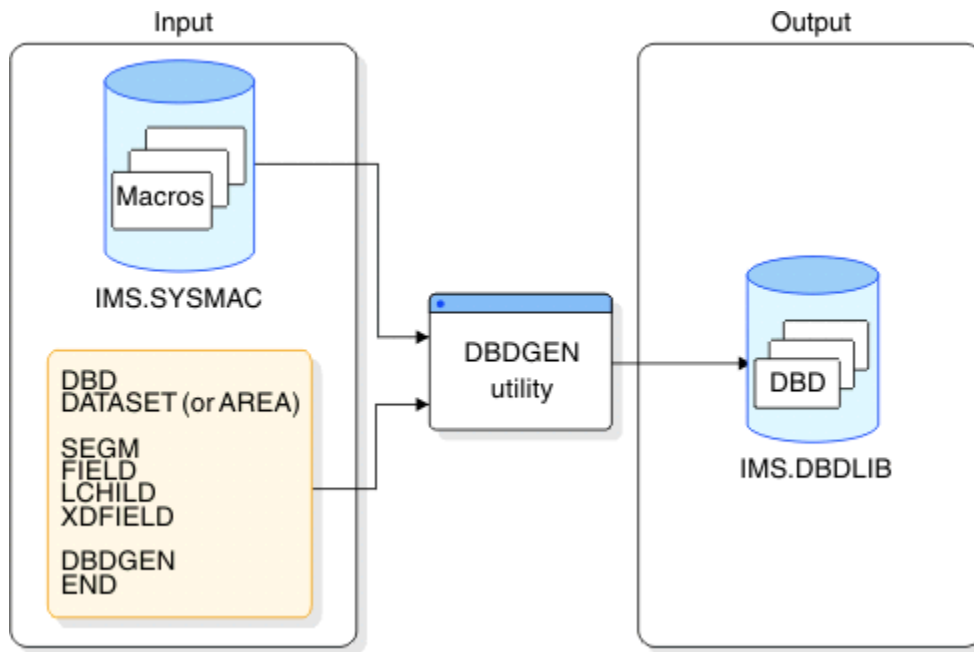 Input
Macros
IMS.SYSMAC
DBD
DATASET (or AREA)
SEGM
FIELD
LCHILD
XDFIELD
DBDGEN
END
DBDGEN
utility
Output
DBD
IMS.DBDLIB